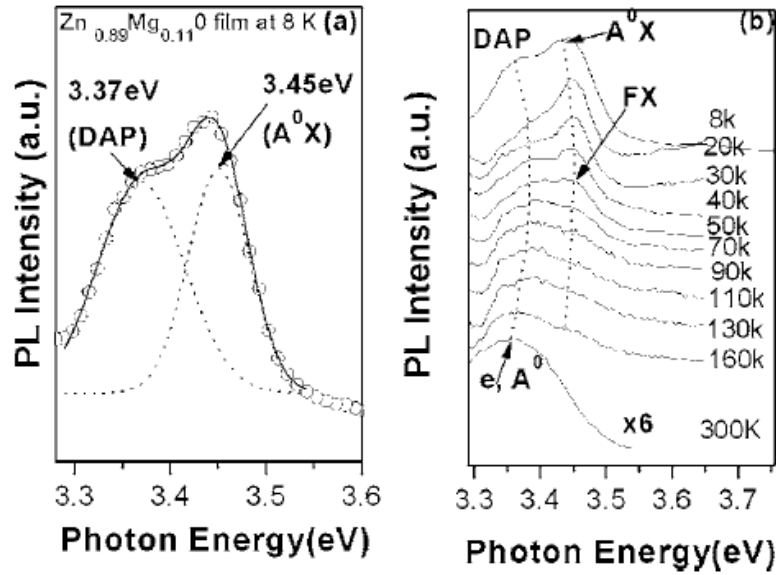 Zn 0.89 Mg 0.11 0 film at 8 K (a)
3.37eV
(DAP)
3.45eV
(A⁰X)
PL Intensity (a.u.)
3.3 3.4 3.5 3.6
Photon Energy(eV)
(b)
DAP
A⁰X
FX
8k
20k
30k
40k
50k
70k
90k
110k
130k
160k
e, A⁰
x6
300K
PL Intensity (a.u.)
3.3 3.4 3.5 3.6 3.7
Photon Energy(eV)